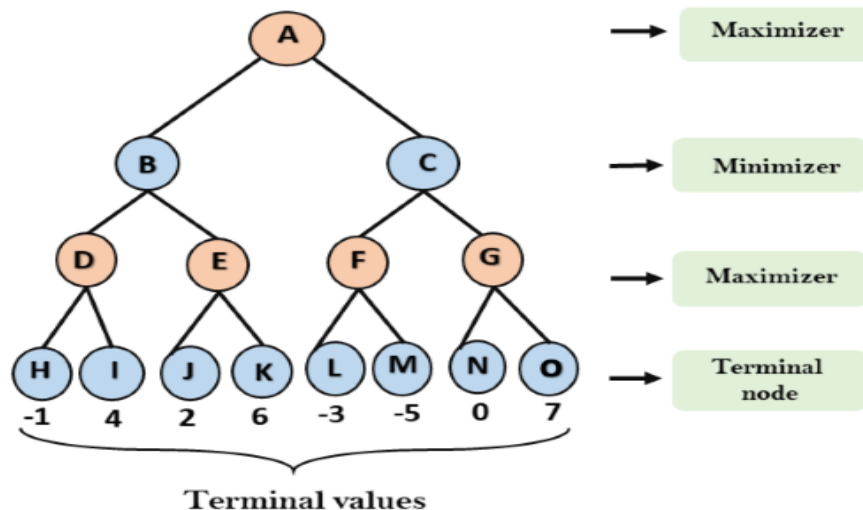 A
Maximizer
B
C
Minimizer
D
E
F
G
Maximizer
H
I
J
K
L
M
N
O
Terminal
node
-1
4
2
6
-3
-5
0
7
Terminal values